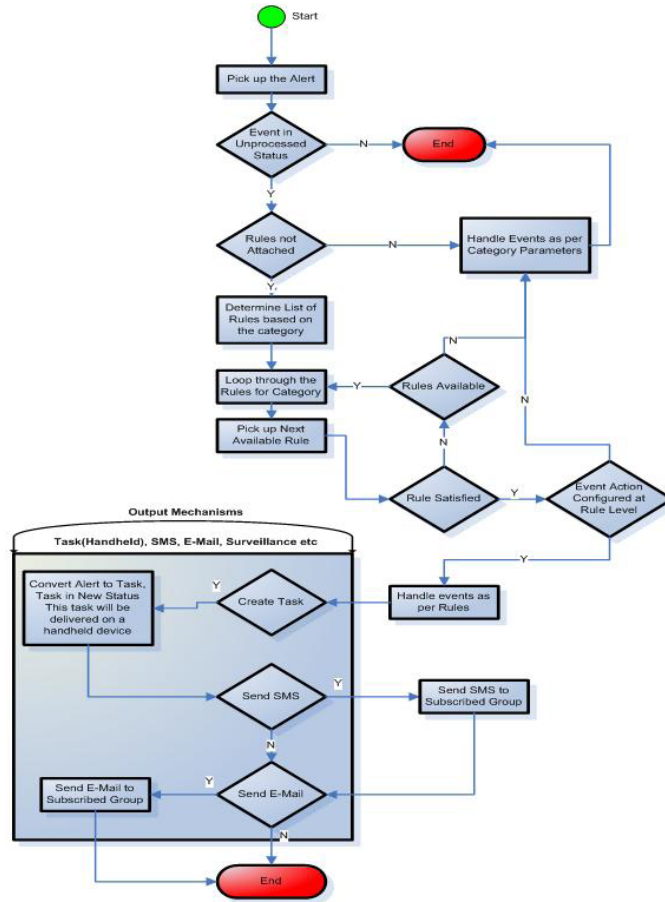 Start
Pick up the Alert
Event in
Unprocessed
Status
N
End
Y
Rules not
Attached
N
Handle Events as per
Category Parameters
Y
Determine List of
Rules based on
the category
N
Loop through the
Rules for Category
Y
Rules Available
N
Pick up Next
Available Rule
N
Rule Satisfied
Y
Event Action
Configured at
Rule Level
Output Mechanisms
Task(Handheld), SMS, E-Mail, Surveillance etc
Y
Convert Alert to Task,
Task in New Status
This task will be
delivered on a
handheld device
Y
Create Task
Handle events as
per Rules
Send SMS
Y
Send SMS to
Subscribed Group
N
Send E-Mail to
Subscribed Group
Y
Send E-Mail
N
End